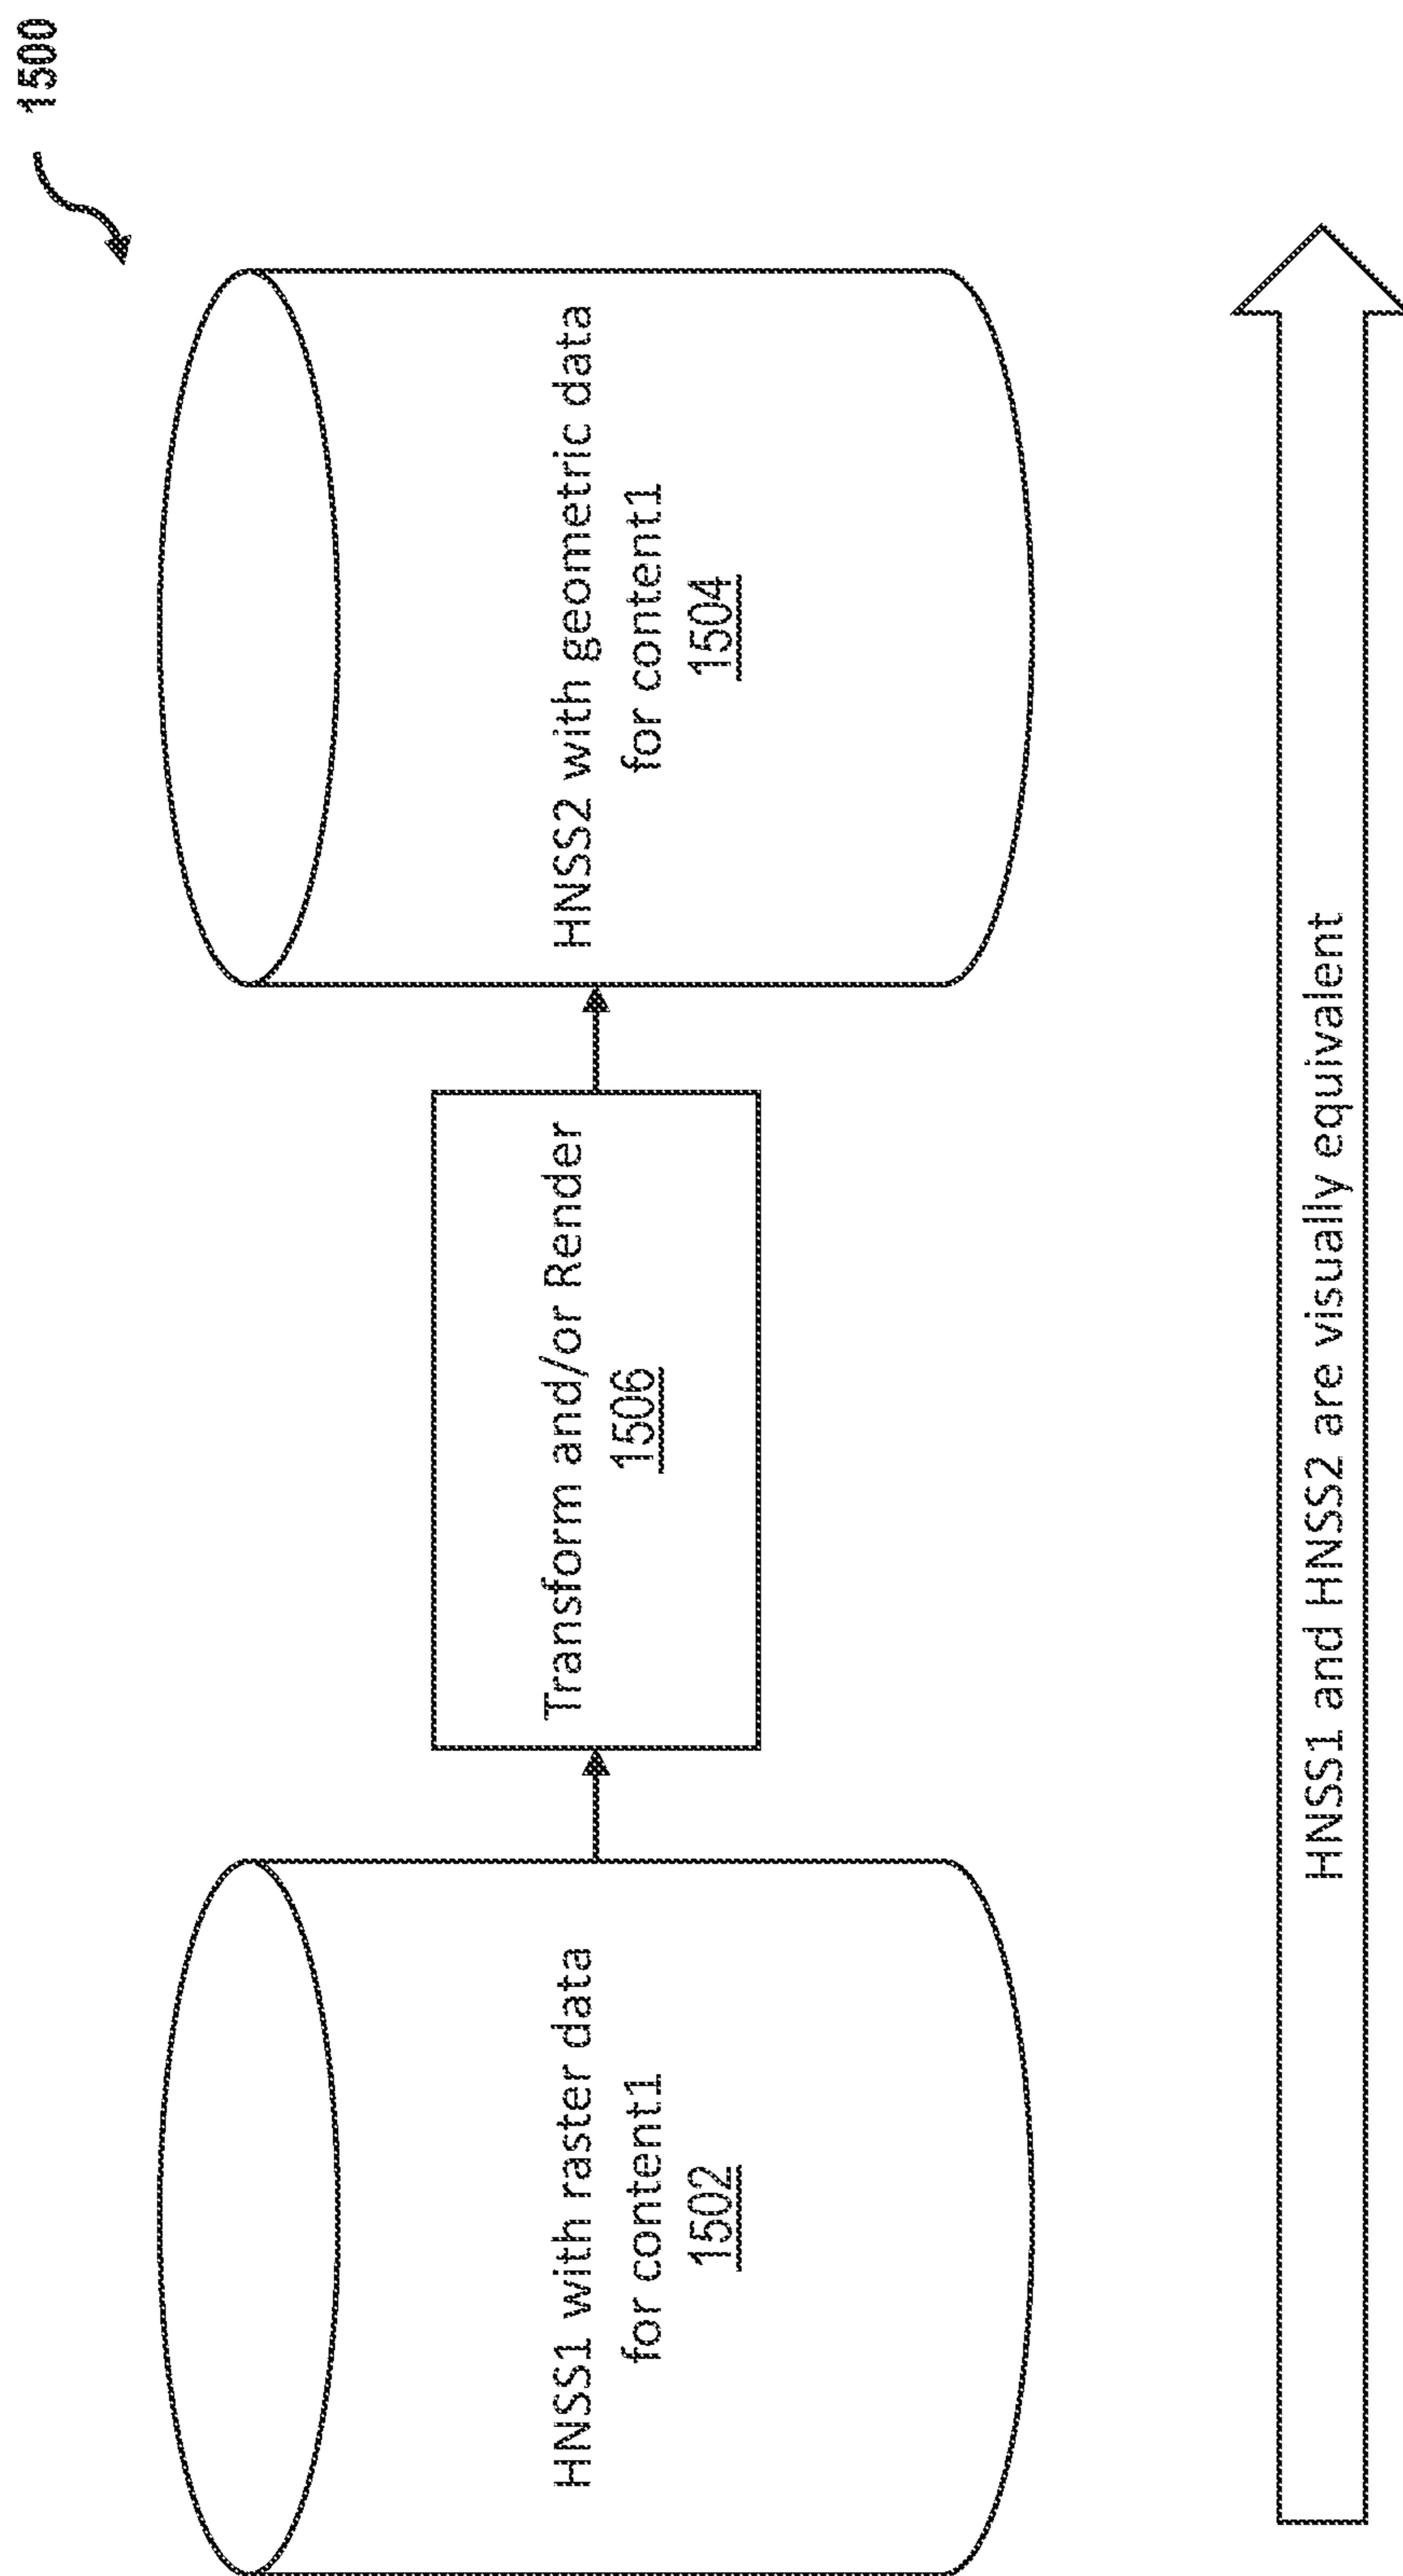 1500
HNSS1 with raster data
for content1
1502
Transform and/or Render
1506
HNSS2 with geometric data
for content1
1504
HNSS1 and HNSS2 are visually equivalent